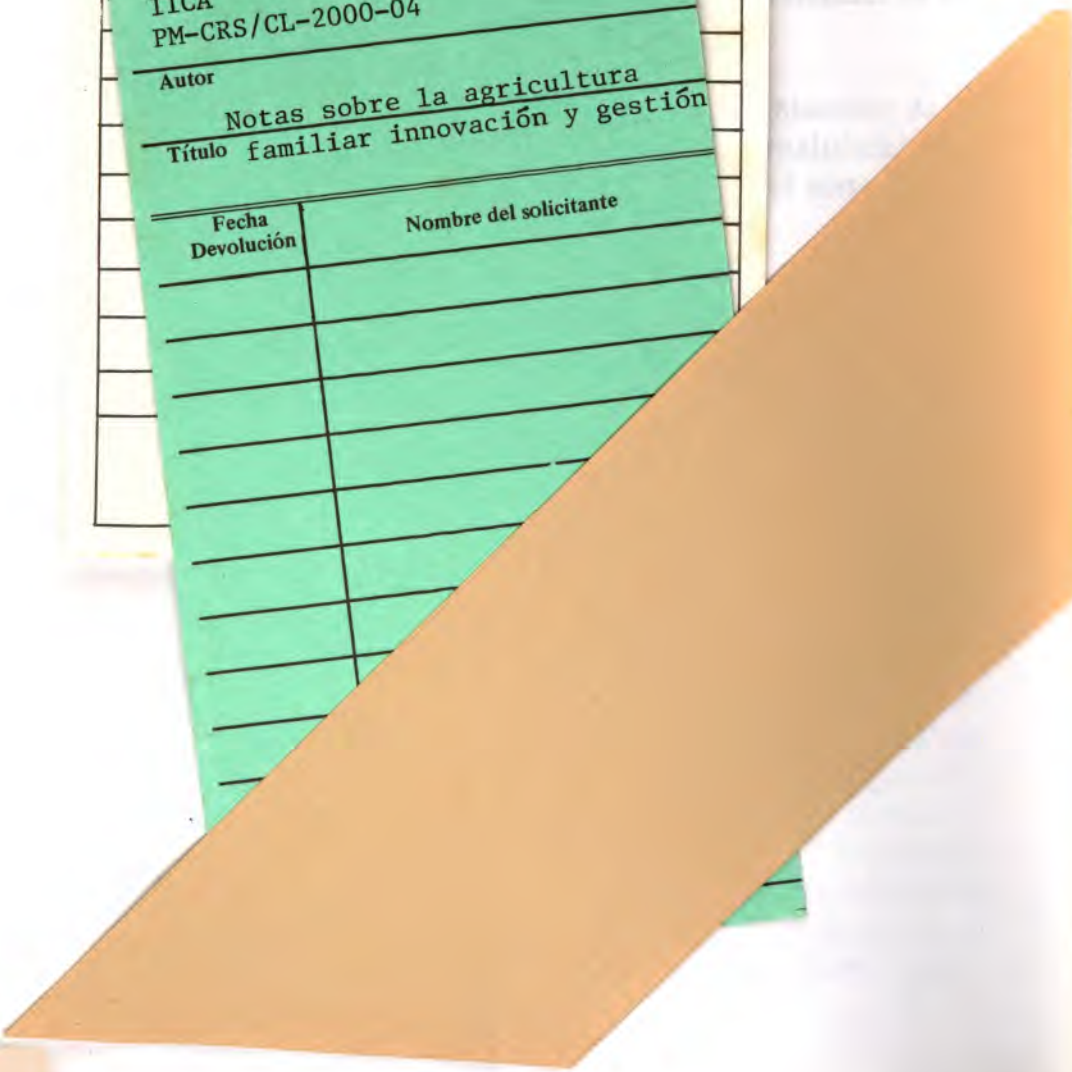 IICA
PM-CRS/CL-2000-04
Autor
Notas sobre la agricultura
Título familiar innovación y gestión
Fecha Devolución
Nombre del solicitante